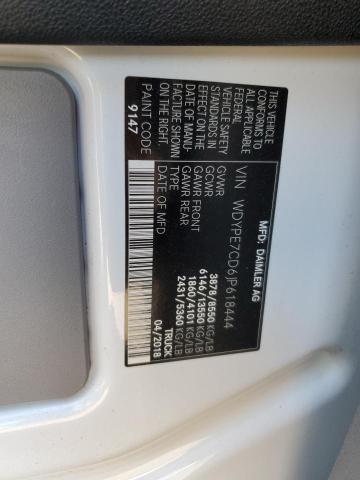 MFD: DAIMLER AG
VIN WDYPE7CD6JP618444
GVWR 3878/8550 KG/LB
GCWR 6146/13550 KG/LB
GAWR FRONT 1860/4101 KG/LB
GAWR REAR 2431/5360 KG/LB
TYPE TRUCK
DATE OF MFD 04/2018
THIS VEHICLE
CONFORMS TO
ALL APPLICABLE
FEDERAL
VEHICLE SAFETY
STANDARDS IN
EFFECT ON THE
DATE OF MANU-
FACTURE SHOWN
ON THE RIGHT.
PAINT CODE
9147